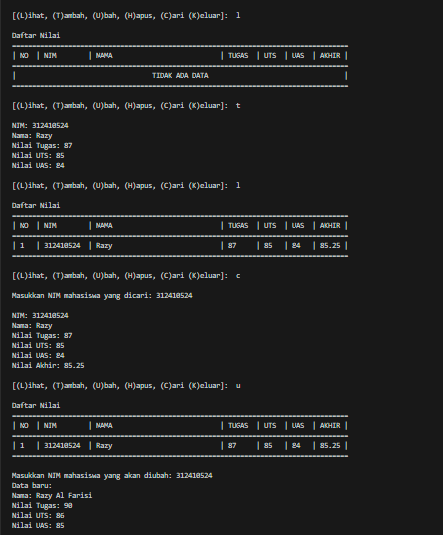 [(L)ihat, (T)ambah, (U)bah, (H)apus, (C)ari (K)eluar]: l
Daftar Nilai
==================================================================================
| NO | NIM | NAMA | TUGAS | UTS | UAS | AKHIR |
==================================================================================
| TIDAK ADA DATA |
==================================================================================
[(L)ihat, (T)ambah, (U)bah, (H)apus, (C)ari (K)eluar]: t
NIM: 312410524
Nama: Razy
Nilai Tugas: 87
Nilai UTS: 85
Nilai UAS: 84
[(L)ihat, (T)ambah, (U)bah, (H)apus, (C)ari (K)eluar]: l
Daftar Nilai
==================================================================================
| NO | NIM | NAMA | TUGAS | UTS | UAS | AKHIR |
==================================================================================
| 1 | 312410524 | Razy | 87 | 85 | 84 | 85.25 |
==================================================================================
[(L)ihat, (T)ambah, (U)bah, (H)apus, (C)ari (K)eluar]: c
Masukkan NIM mahasiswa yang dicari: 312410524
NIM: 312410524
Nama: Razy
Nilai Tugas: 87
Nilai UTS: 85
Nilai UAS: 84
Nilai Akhir: 85.25
[(L)ihat, (T)ambah, (U)bah, (H)apus, (C)ari (K)eluar]: u
Daftar Nilai
==================================================================================
| NO | NIM | NAMA | TUGAS | UTS | UAS | AKHIR |
==================================================================================
| 1 | 312410524 | Razy | 87 | 85 | 84 | 85.25 |
==================================================================================
Masukkan NIM mahasiswa yang akan diubah: 312410524
Data baru:
Nama: Razy Al Farisi
Nilai Tugas: 90
Nilai UTS: 86
Nilai UAS: 85